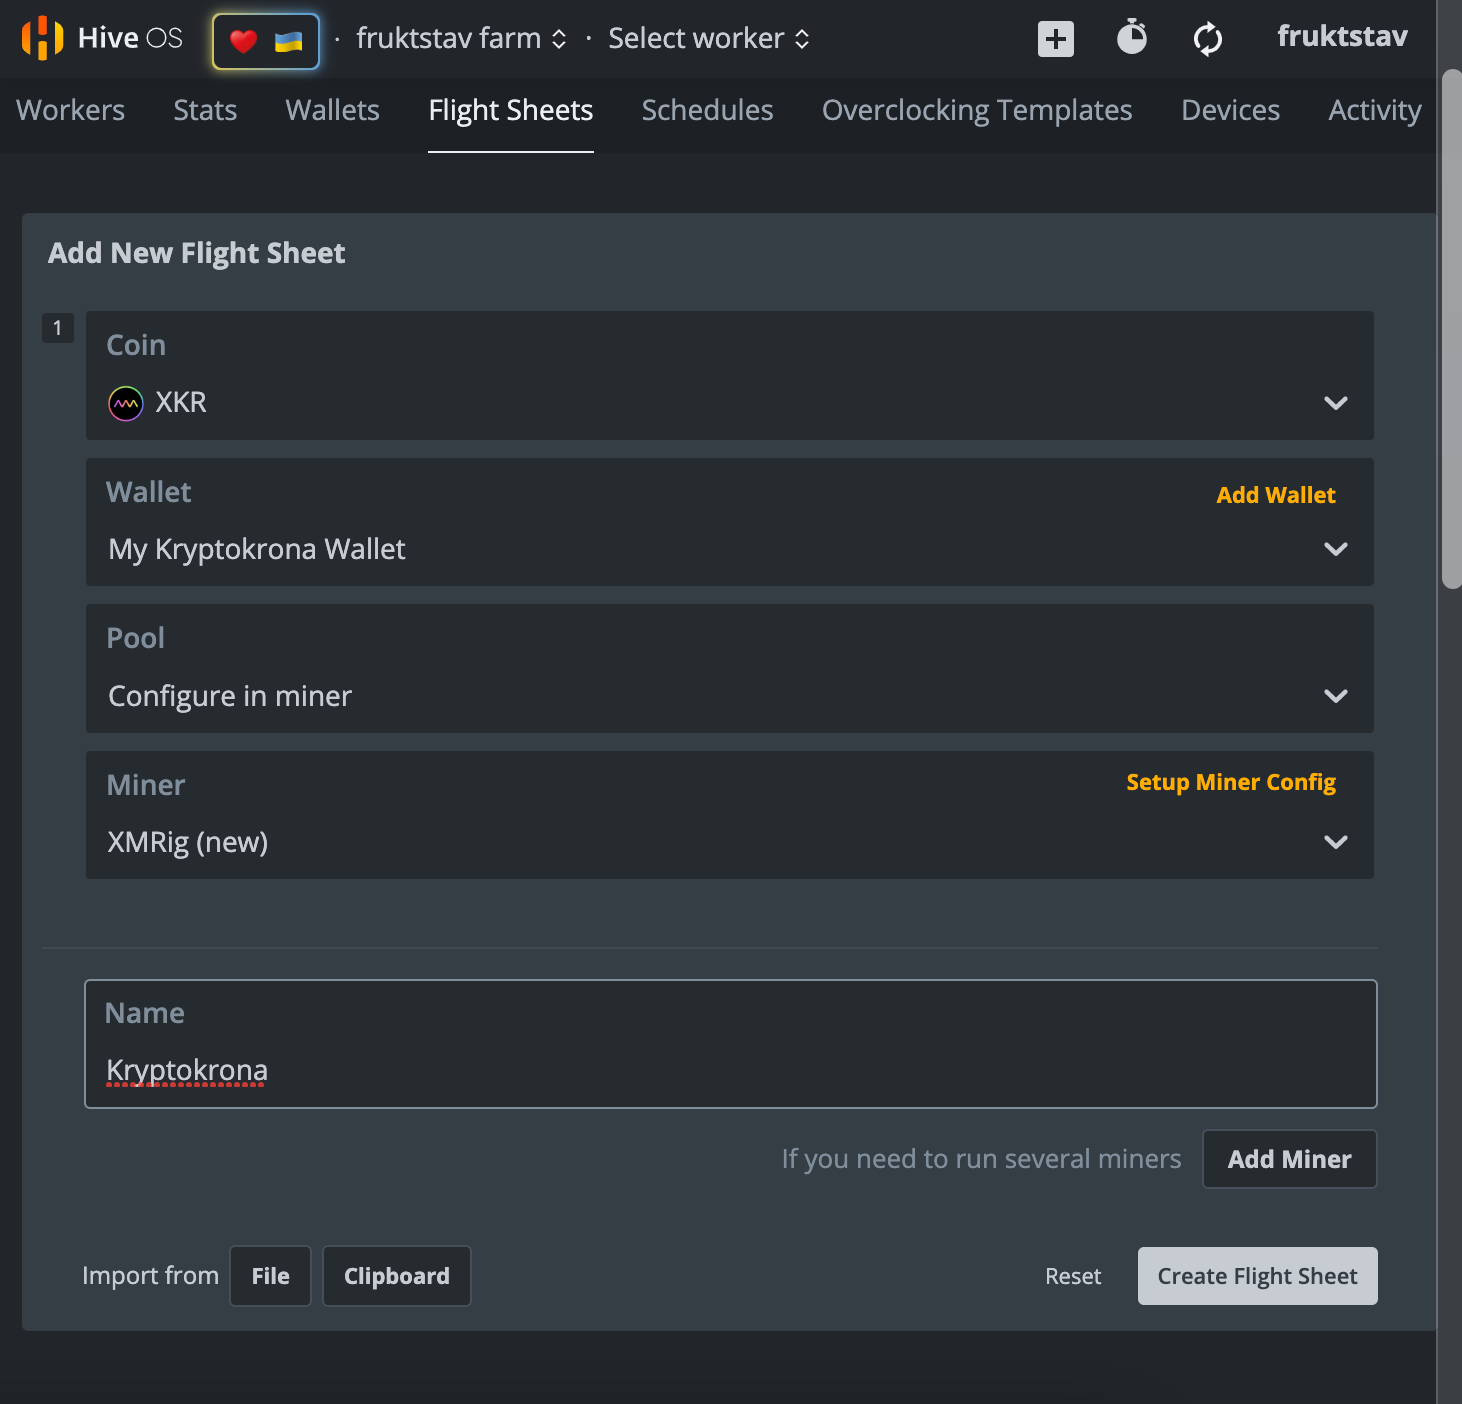 Hive OS
fruktstav farm
Select worker
fruktstav
Workers
Stats
Wallets
Flight Sheets
Schedules
Overclocking Templates
Devices
Activity
Add New Flight Sheet
1
Coin
XKR
Wallet
Add Wallet
My Kryptokrona Wallet
Pool
Configure in miner
Miner
Setup Miner Config
XMRig (new)
Name
Kryptokrona
If you need to run several miners
Add Miner
Import from
File
Clipboard
Reset
Create Flight Sheet